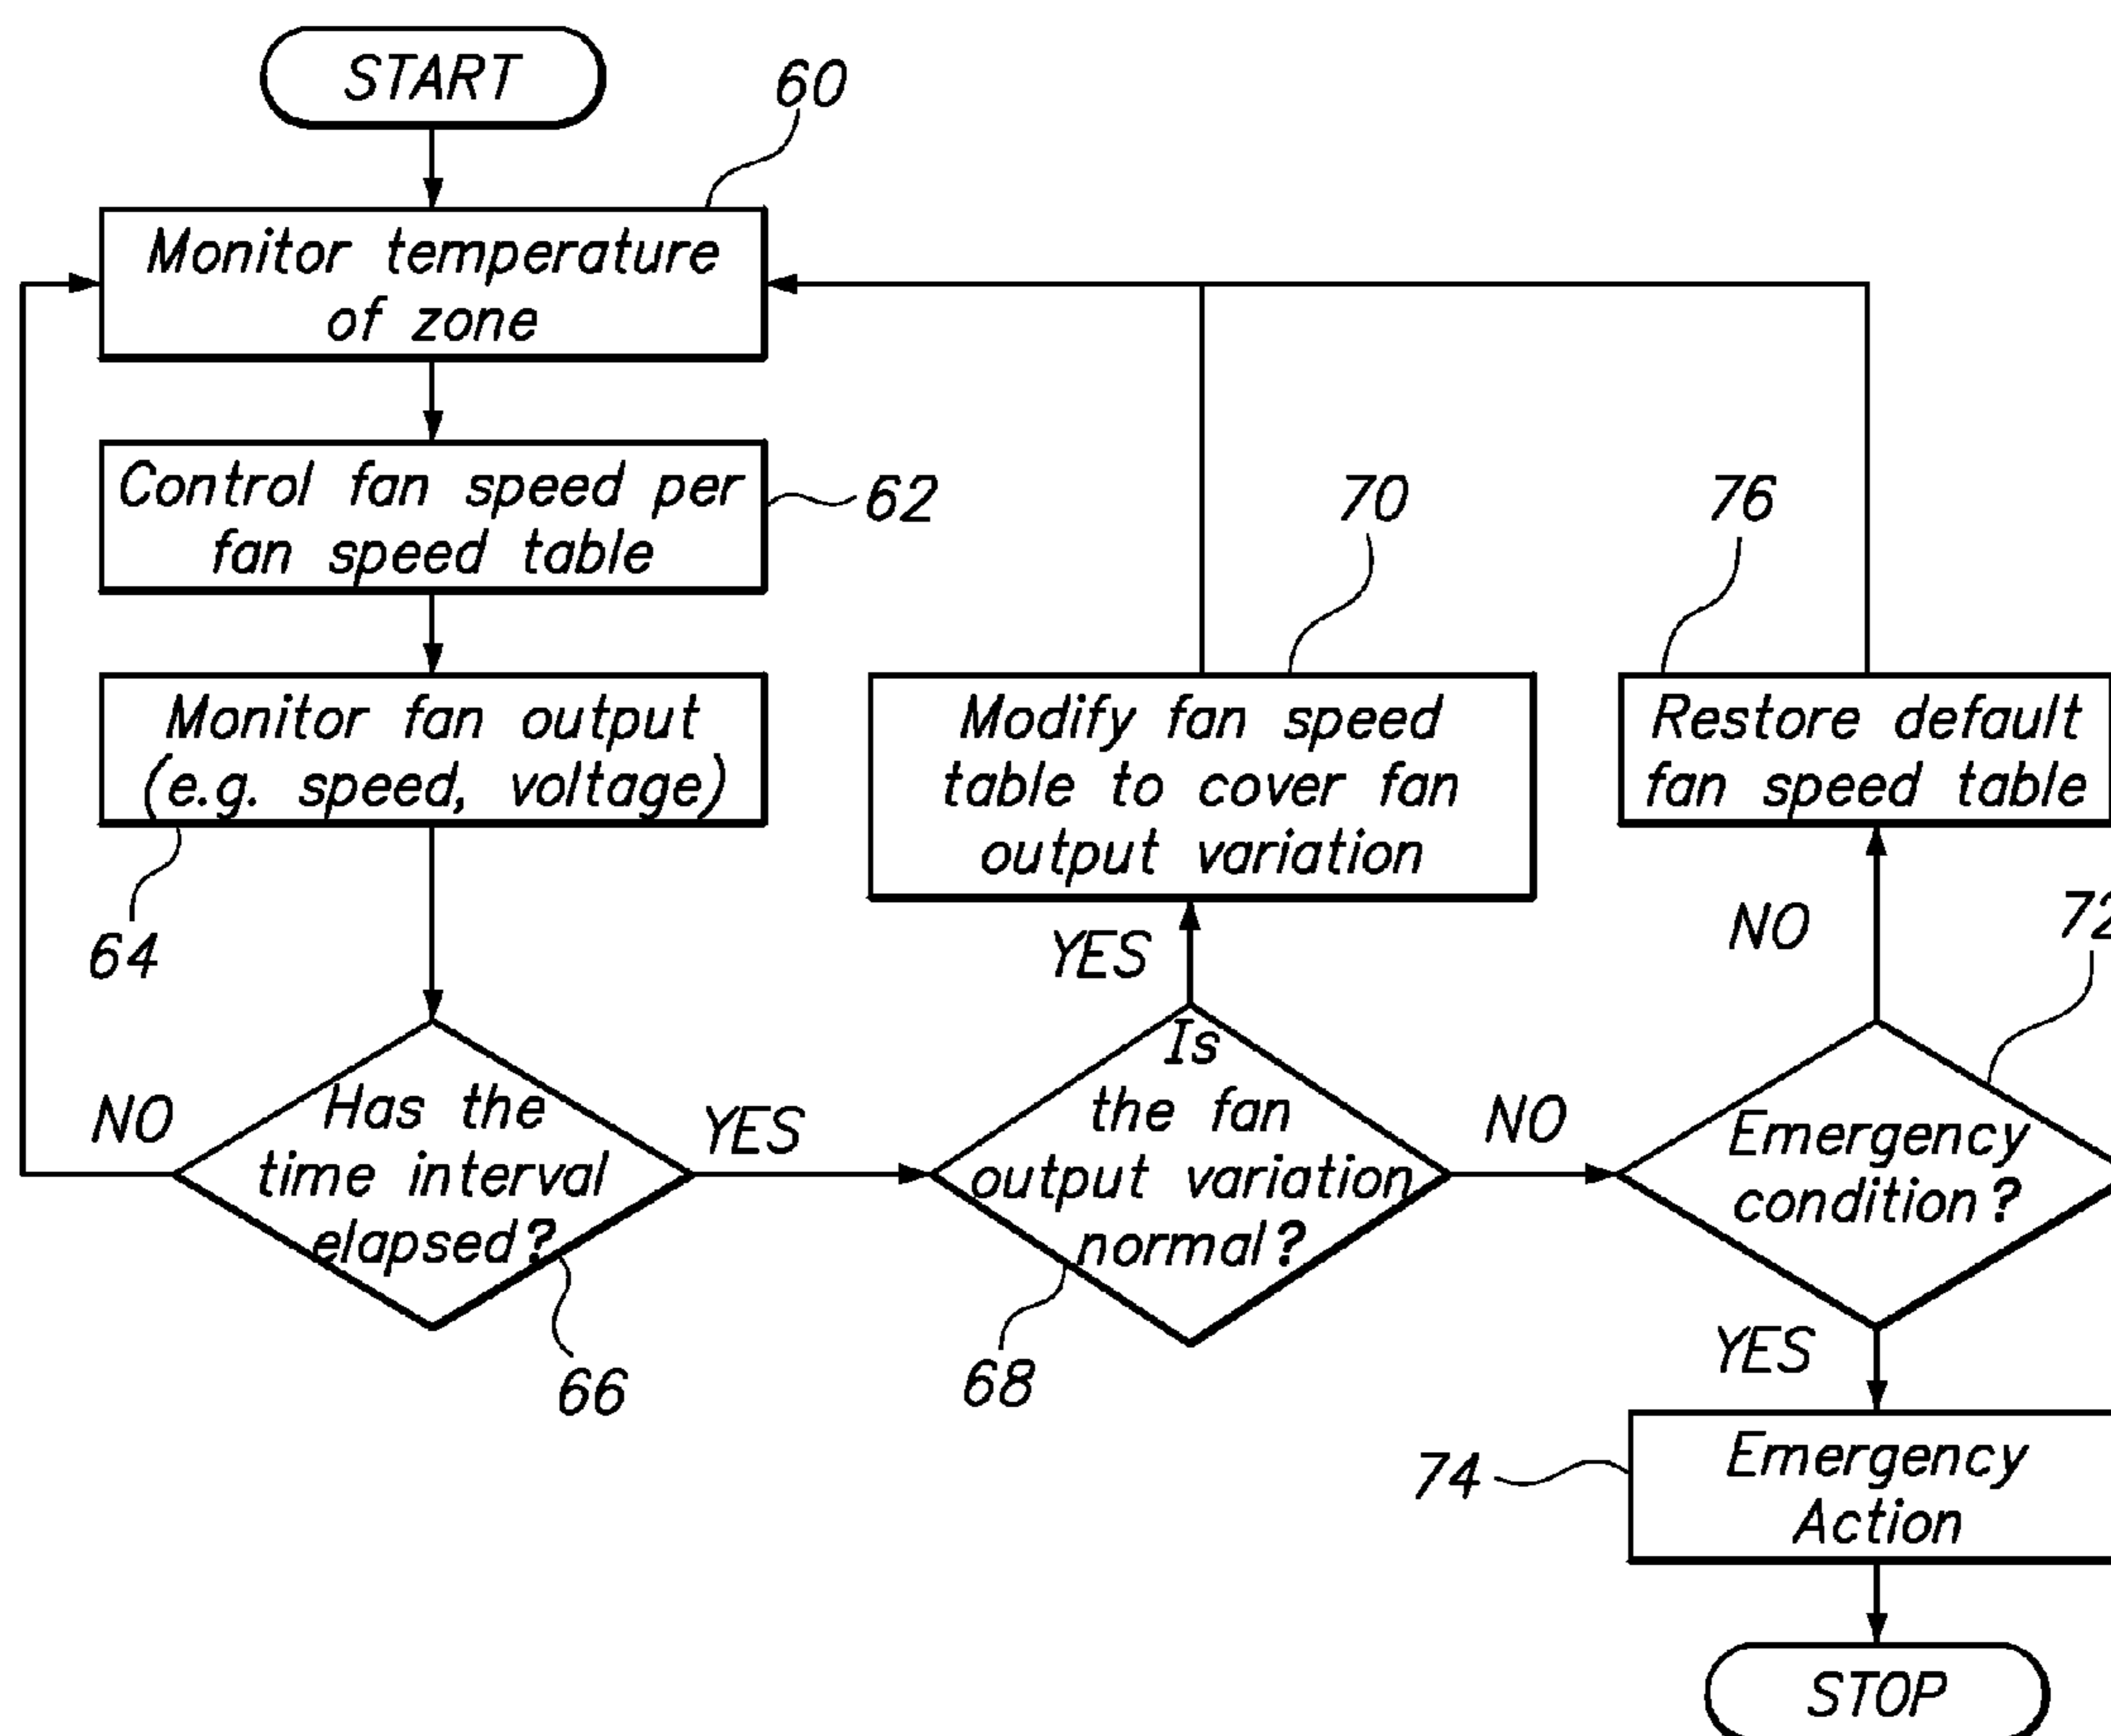 START
60
Monitor temperature
of zone
Control fan speed per
fan speed table
62
70
76
Monitor fan output
(e.g. speed, voltage)
64
Modify fan speed
table to cover fan
output variation
Restore default
fan speed table
YES
NO
72
NO
Has the
time interval
elapsed?
66
YES
Is
the fan
output variation
normal?
68
NO
Emergency
condition?
YES
74
Emergency
Action
STOP